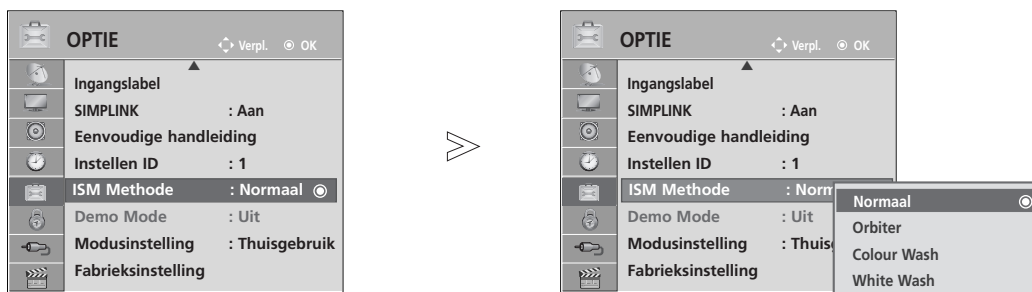 OPTIE Verpl. OK
Ingangslabel
SIMPLINK : Aan
Eenvoudige handleiding
Instellen ID : 1
ISM Methode : Normaal
Demo Mode : Uit
Modusinstelling : Thuisgebruik
Fabrieksinstelling
OPTIE Verpl. OK
Ingangslabel
SIMPLINK : Aan
Eenvoudige handleiding
Instellen ID : 1
ISM Methode : Norm
Demo Mode : Uit
Modusinstelling : Thuisg
Fabrieksinstelling
Normaal
Orbiter
Colour Wash
White Wash